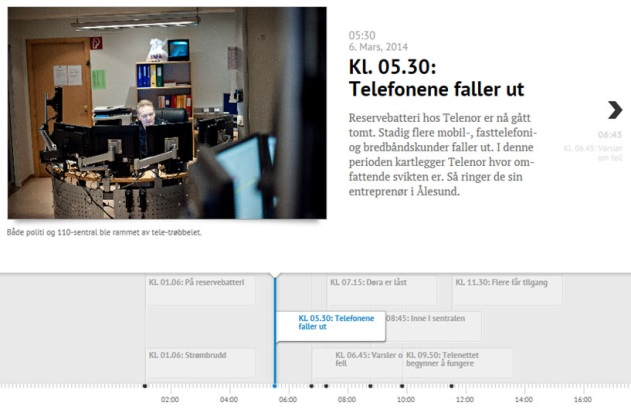 05:30
6. Mars, 2014
Kl. 05.30:
Telefonene faller ut
Reservebatteri hos Telenor er nå gått
tomt. Stadig flere mobil-, fasttelefoni-
og bredbåndskunder faller ut. I denne
perioden kartlegger Telenor hvor om-
fattende svikten er. Så ringer de sin
entreprenør i Ålesund.
06:45
KL. 06.45: Varsler
om feil
Både politi og 110-sentral ble rammet av tele-trøbbelet.
KL 01.06: På reservebatteri
KL 07.15: Døra er låst
KL 11.30: Flere får tilgang
KL 05.30: Telefonene
faller ut
08:45: Inne i sentralen
KL 01.06: Strømbrudd
KL 06.45: Varsler o
feil
KL 09.50: Telenettet
begynner å fungere
02:00
04:00
06:00
08:00
10:00
12:00
14:00
16:00